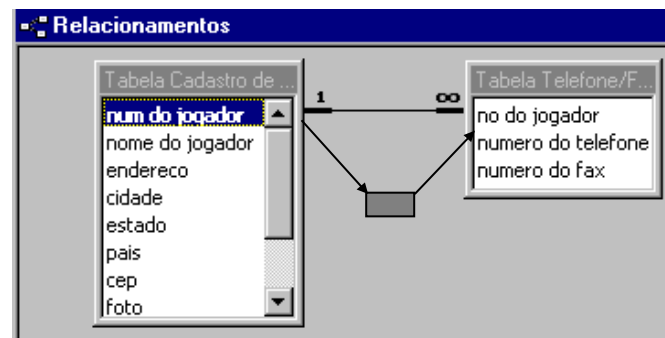 Relacionamentos
Tabela Cadastro de ...
num do jogador
nome do jogador
endereco
cidade
estado
pais
cep
foto
1 ∞
Tabela Telefone/F...
no do jogador
numero do telefone
numero do fax